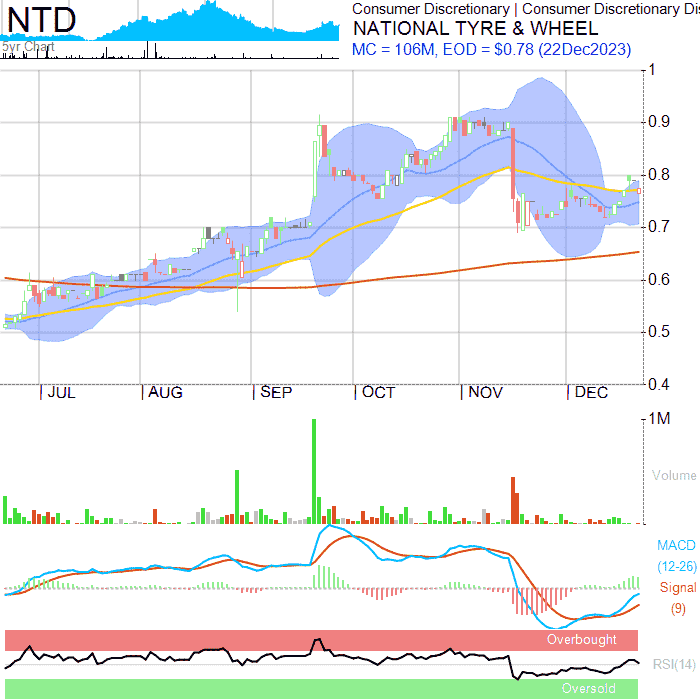 NTD
5yr Chart
Consumer Discretionary | Consumer Discretionary Dis
NATIONAL TYRE & WHEEL
MC = 106M, EOD = $0.78 (22Dec2023)
1
0.9
0.8
0.7
0.6
0.5
0.4
JUL AUG SEP OCT NOV DEC
1M
Volume
MACD
(12-26)
Signal
(9)
Overbought
RSI(14)
Oversold